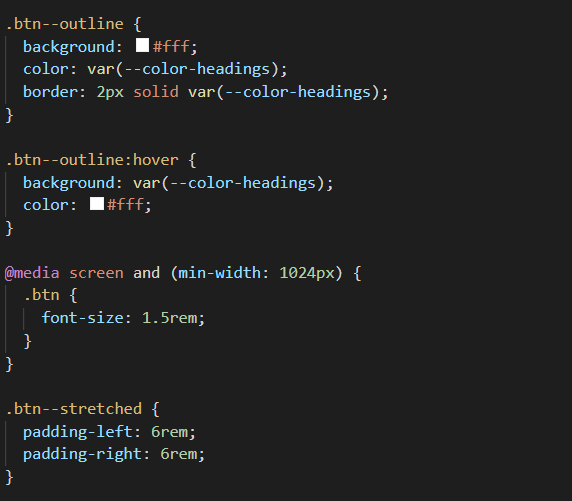 .btn--outline {
  background: #fff;
  color: var(--color-headings);
  border: 2px solid var(--color-headings);
}

.btn--outline:hover {
  background: var(--color-headings);
  color: #fff;
}

@media screen and (min-width: 1024px) {
  .btn {
    font-size: 1.5rem;
  }
}

.btn--stretched {
  padding-left: 6rem;
  padding-right: 6rem;
}